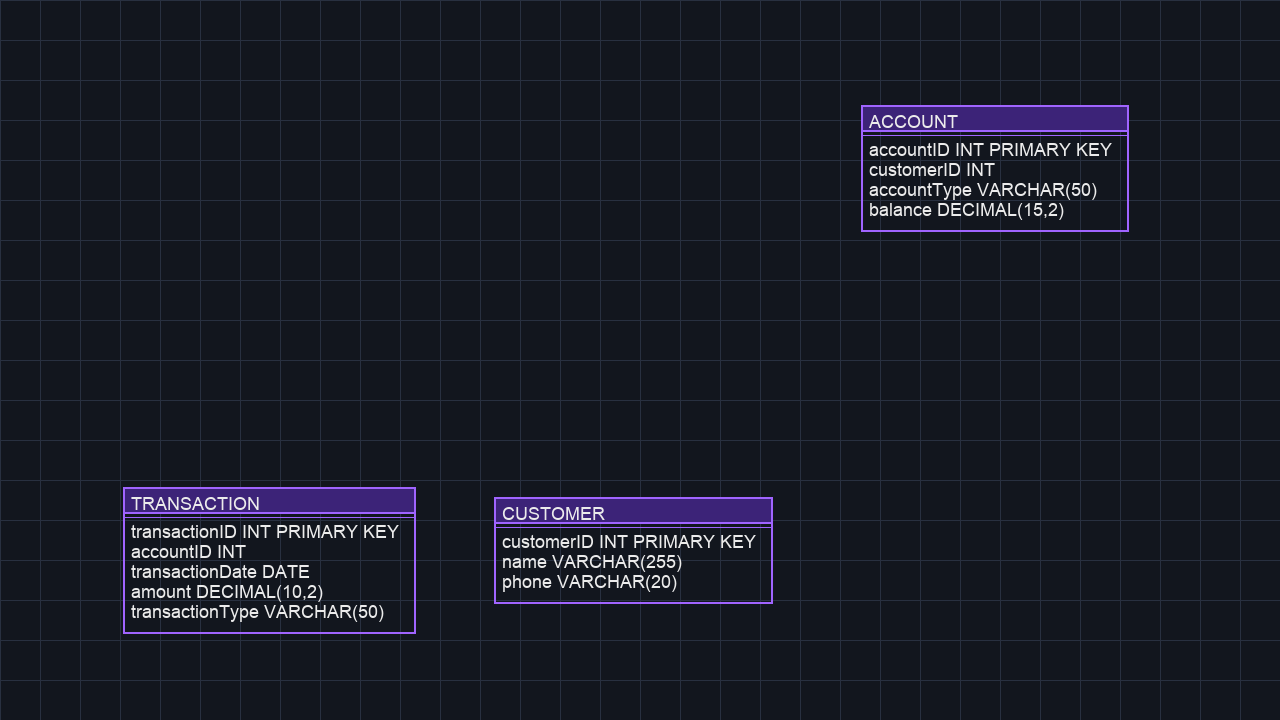 ACCOUNT
accountID INT PRIMARY KEY
customerID INT
accountType VARCHAR(50)
balance DECIMAL(15,2)
TRANSACTION
transactionID INT PRIMARY KEY
accountID INT
transactionDate DATE
amount DECIMAL(10,2)
transactionType VARCHAR(50)
CUSTOMER
customerID INT PRIMARY KEY
name VARCHAR(255)
phone VARCHAR(20)